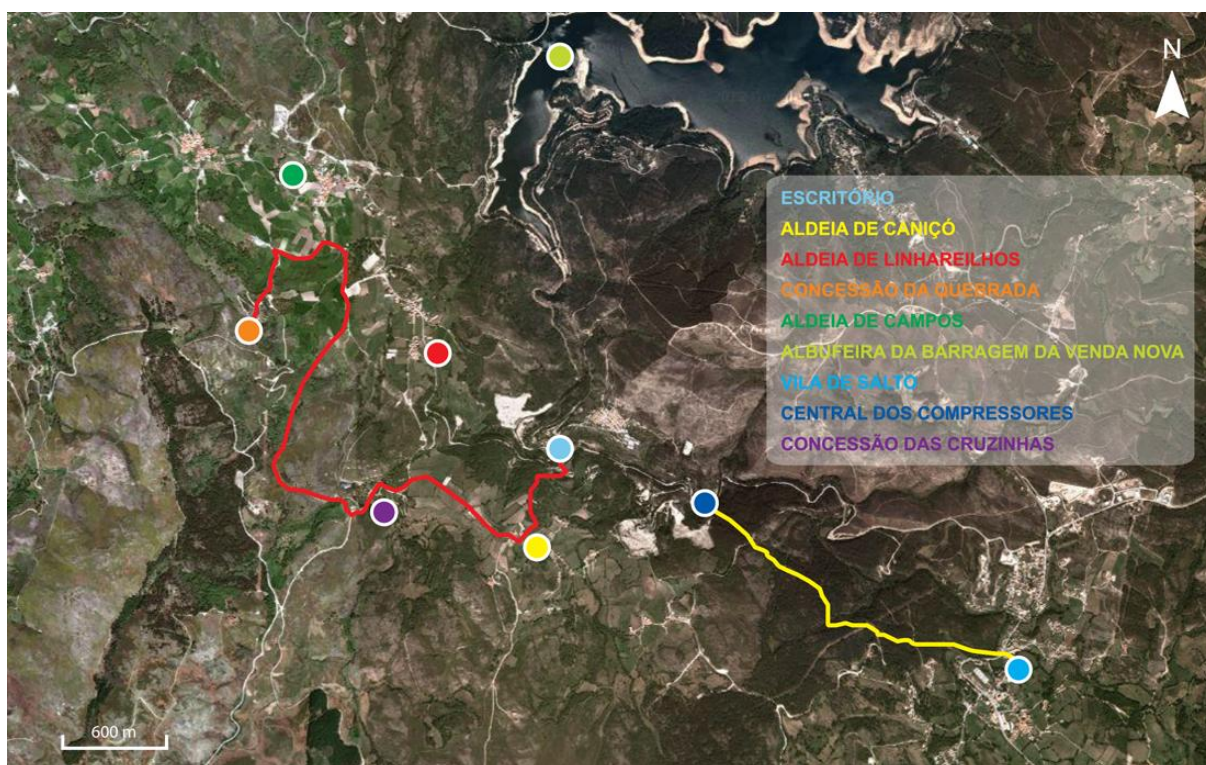 N
ESCRITÓRIO
ALDEIA DE CANIÇÓ
ALDEIA DE LINHAREILHOS
CONCESSÃO DA QUEBRADA
ALDEIA DE CAMPOS
ALBUFEIRA DA BARRAGEM DA VENDA NOVA
VILA DE SALTO
CENTRAL DOS COMPRESSORES
CONCESSÃO DAS CRUZINHAS
600 m